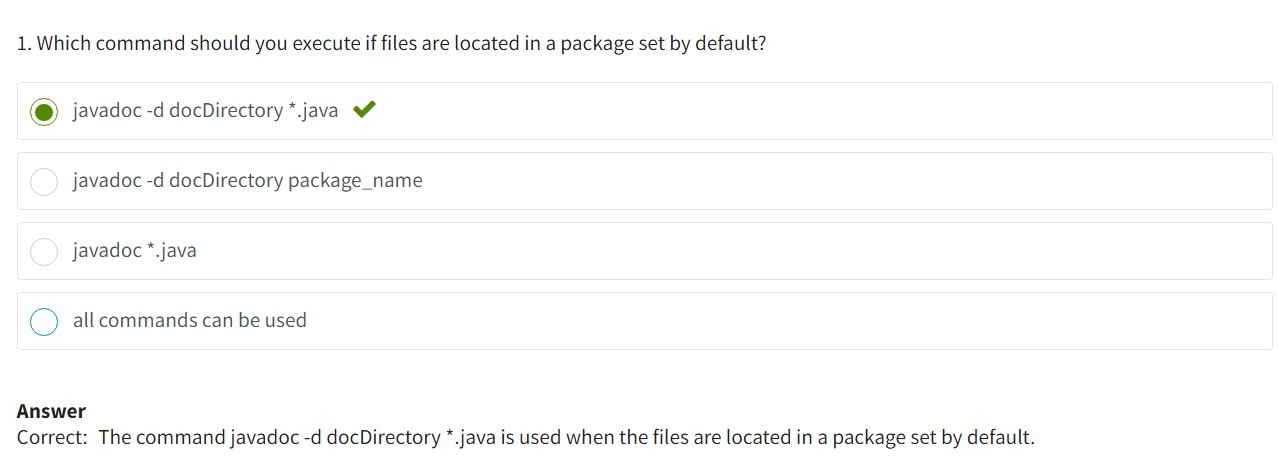 1. Which command should you execute if files are located in a package set by default?
javadoc -d docDirectory *.java
javadoc -d docDirectory package_name
javadoc *.java
all commands can be used
Answer
Correct: The command javadoc -d docDirectory *.java is used when the files are located in a package set by default.